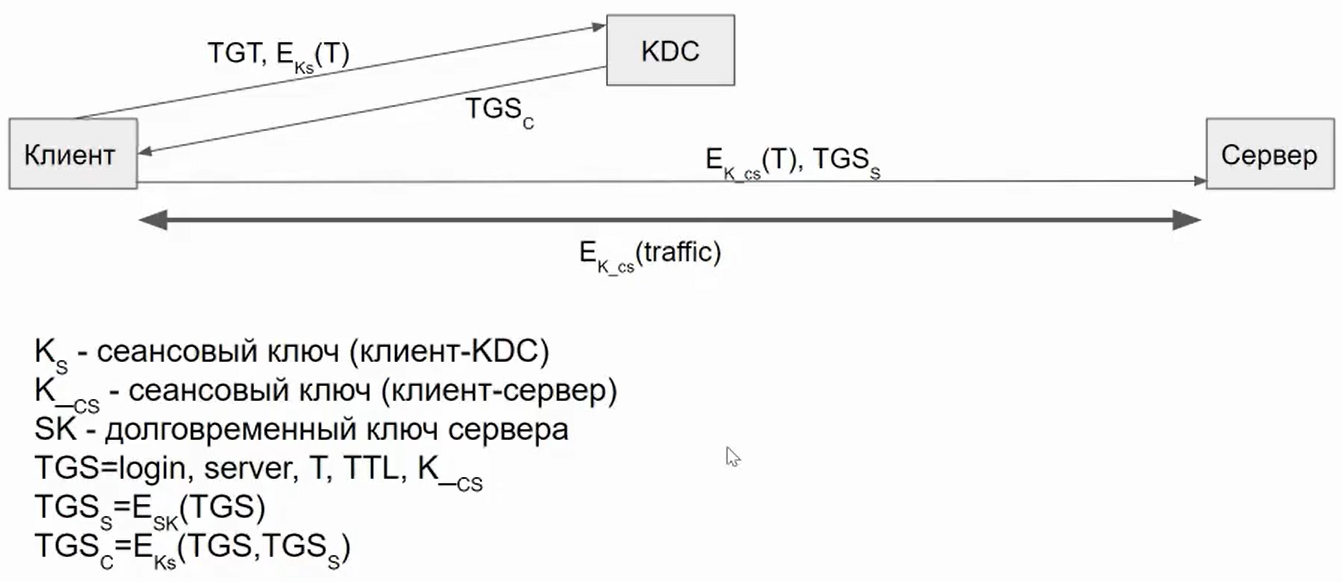 TGT, E_Ks(T)
KDC
TGS_C
Клиент
E_K_cs(T), TGS_S
Сервер
E_K_cs(traffic)
K_S - сеансовый ключ (клиент-KDC)
K_CS - сеансовый ключ (клиент-сервер)
SK - долговременный ключ сервера
TGS=login, server, T, TTL, K_CS
TGS_S=E_SK(TGS)
TGS_C=E_Ks(TGS,TGS_S)